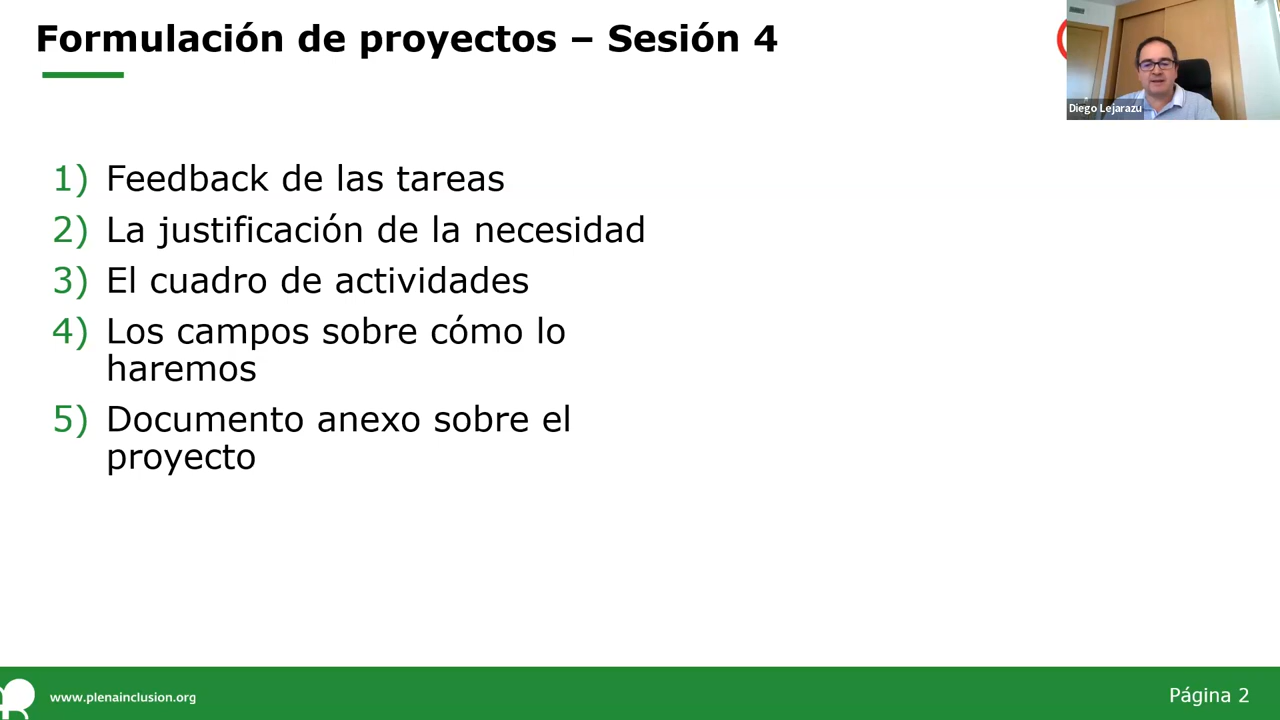 Formulación de proyectos – Sesión 4
Diego Lejarazu
1) Feedback de las tareas
2) La justificación de la necesidad
3) El cuadro de actividades
4) Los campos sobre cómo lo
haremos
5) Documento anexo sobre el
proyecto
www.plenainclusion.org
Página 2